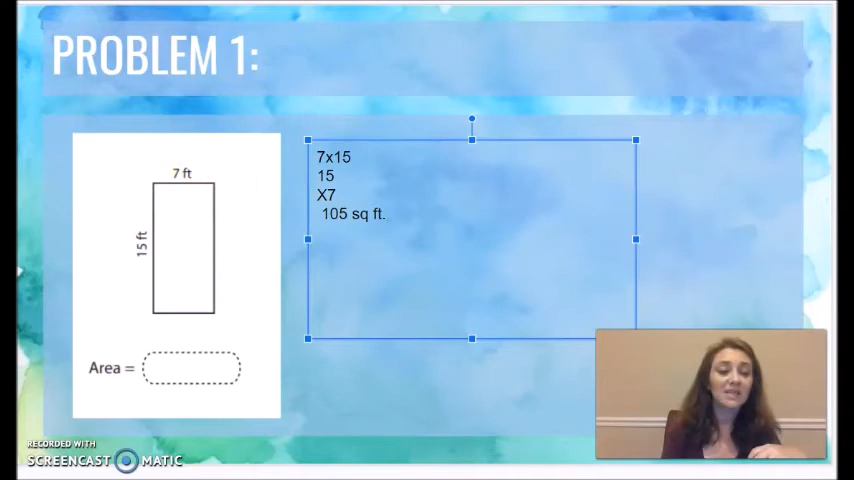 PROBLEM 1:
7 ft
15 ft
Area =
7x15
15
X7
105 sq ft.
RECORDED WITH
SCREENCAST MATIC